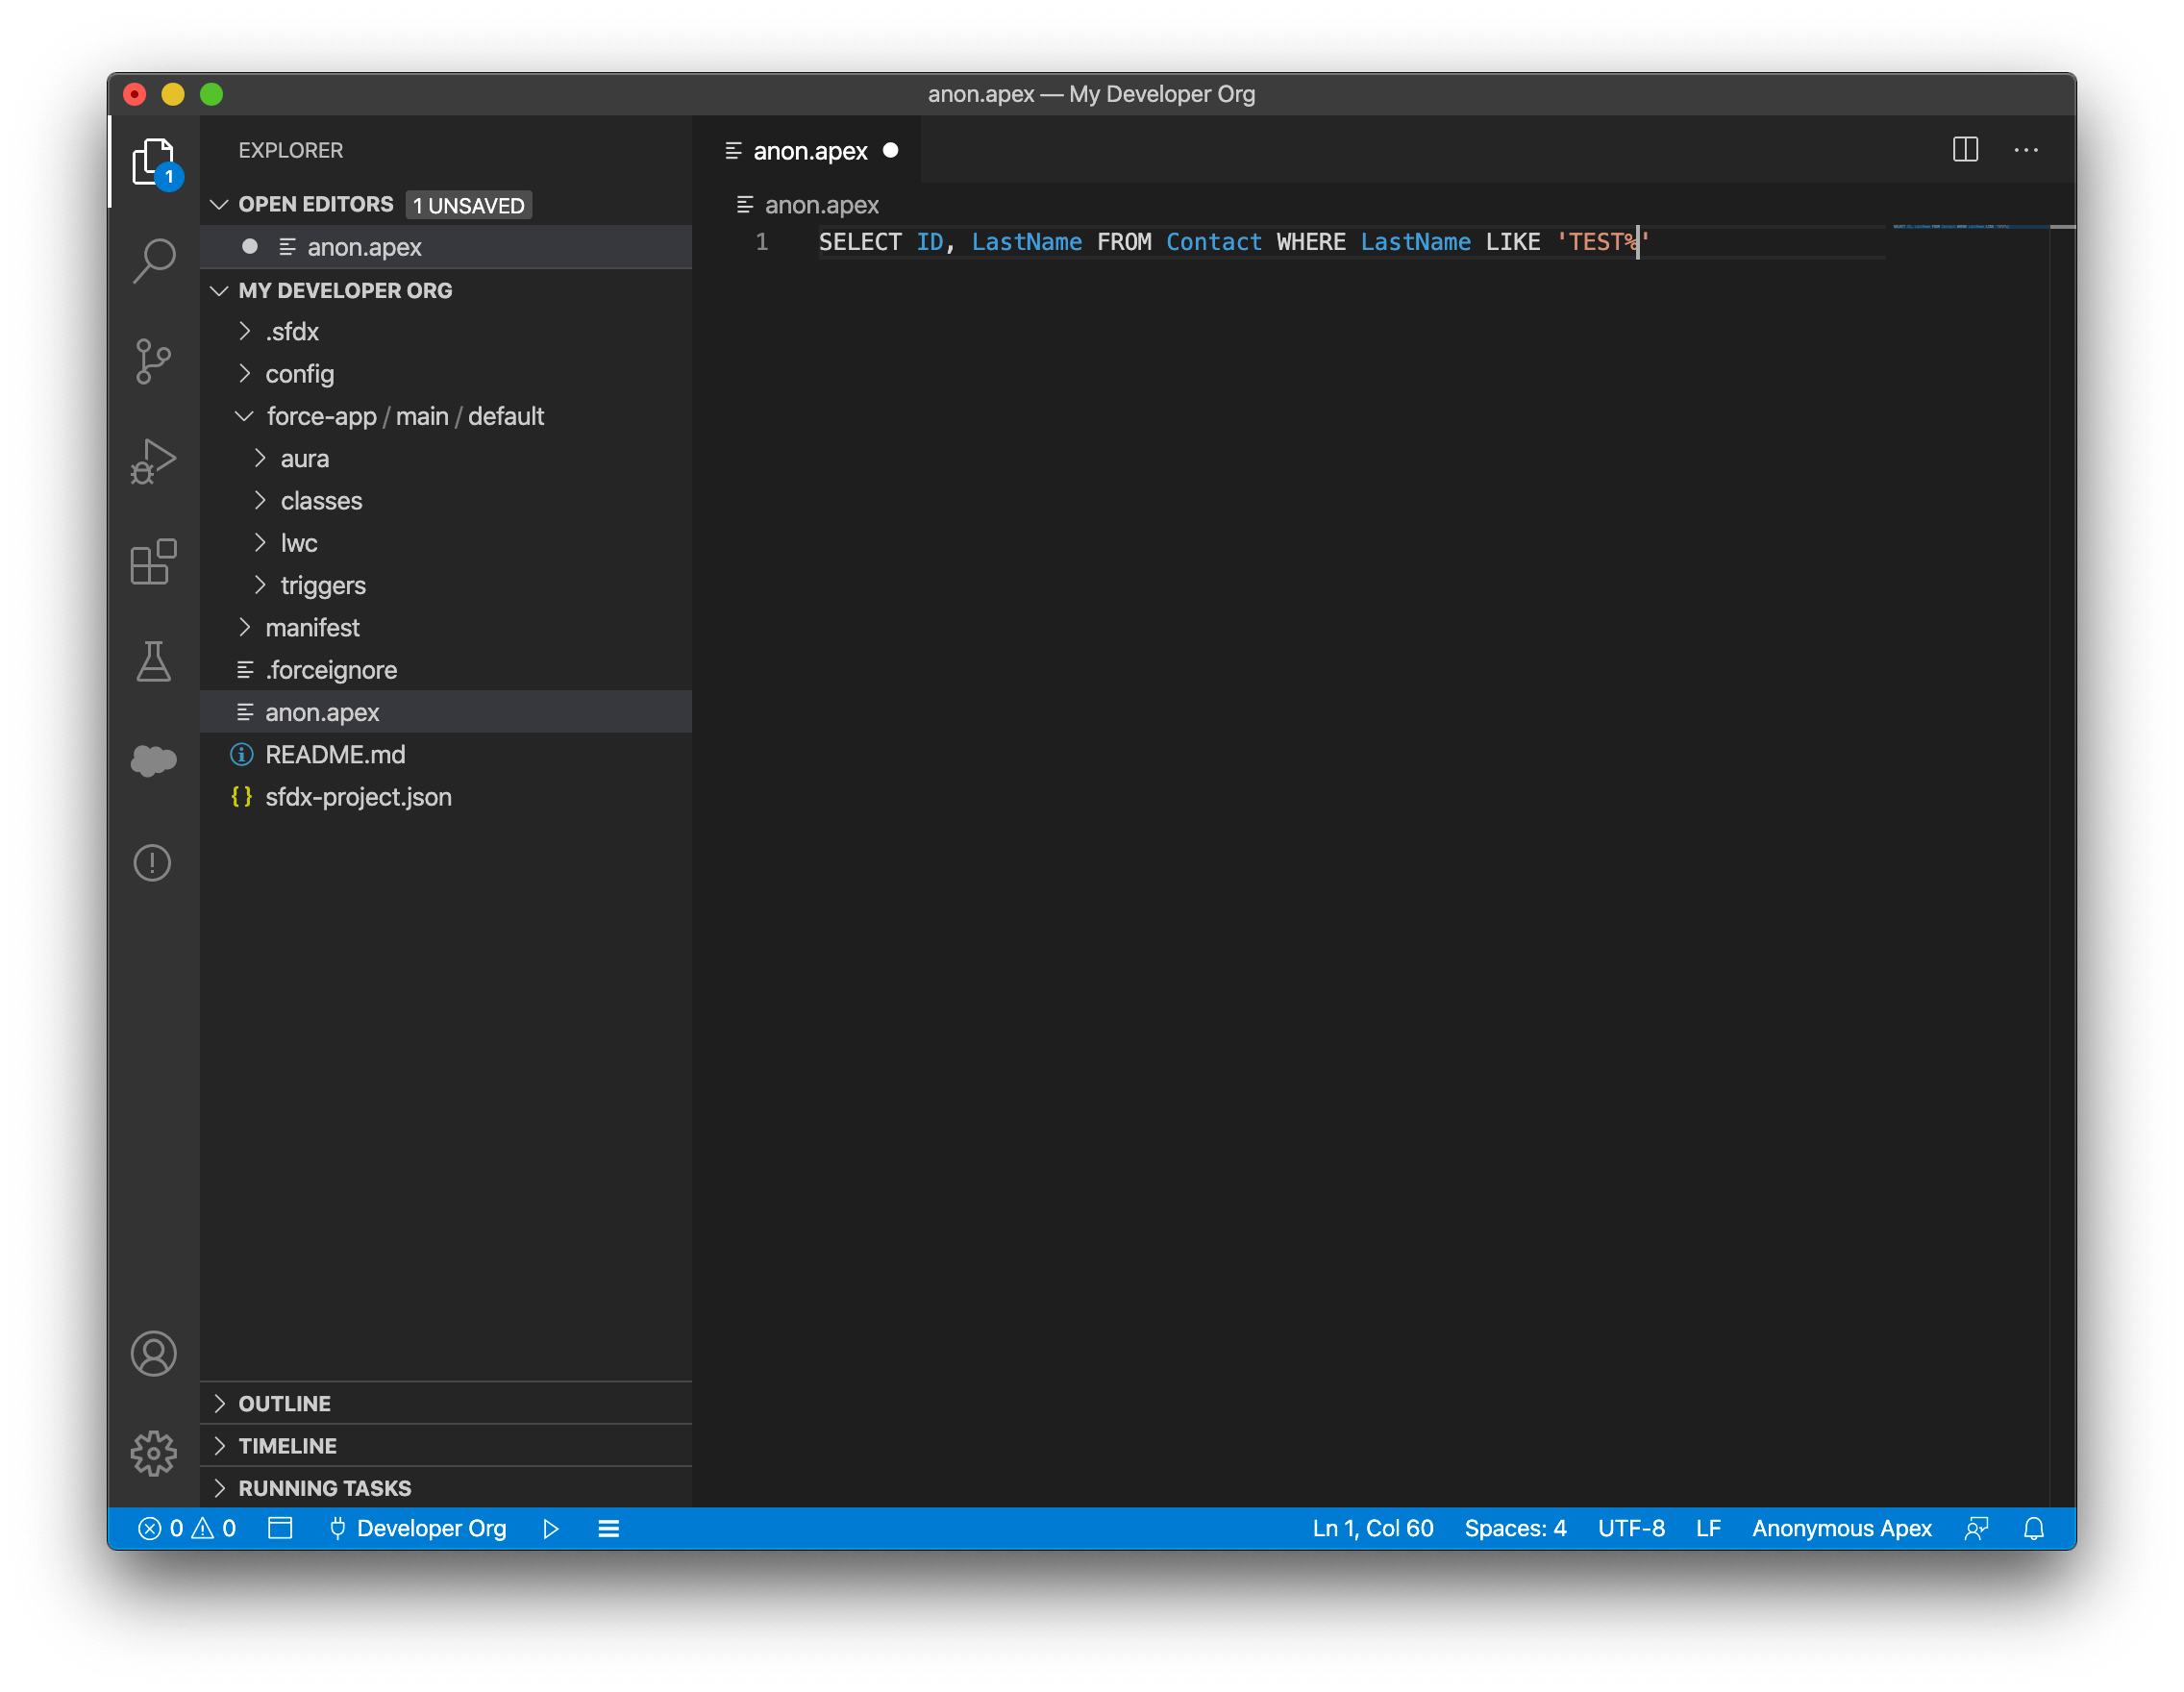 anon.apex — My Developer Org
1
EXPLORER
OPEN EDITORS 1 UNSAVED
anon.apex
MY DEVELOPER ORG
.sfdx
config
force-app / main / default
aura
classes
lwc
triggers
manifest
.forceignore
anon.apex
README.md
{} sfdx-project.json
OUTLINE
TIMELINE
RUNNING TASKS
anon.apex
anon.apex
1 SELECT ID, LastName FROM Contact WHERE LastName LIKE 'TEST%'
0 0 Developer Org Ln 1, Col 60 Spaces: 4 UTF-8 LF Anonymous Apex